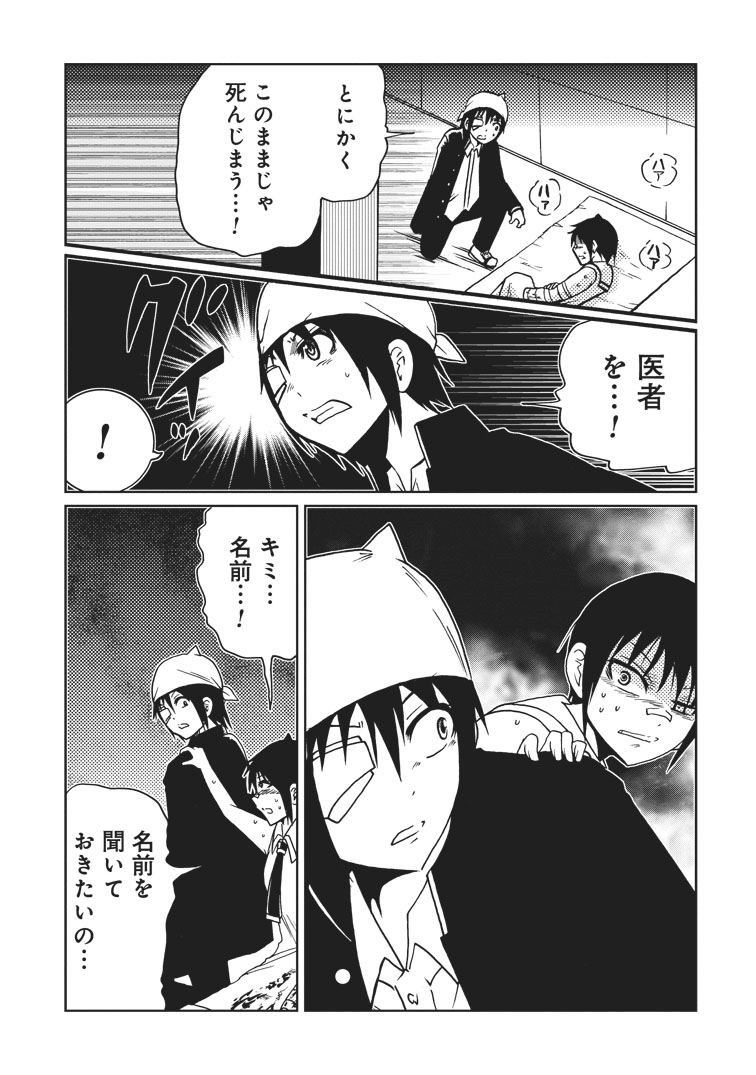 とにかく
このままじゃ
死んじまう…!
ハァ
ハァ
ハァ
医者
を…!
グイッ
!
キミ…
名前…!
名前を
聞いて
おきたいの…